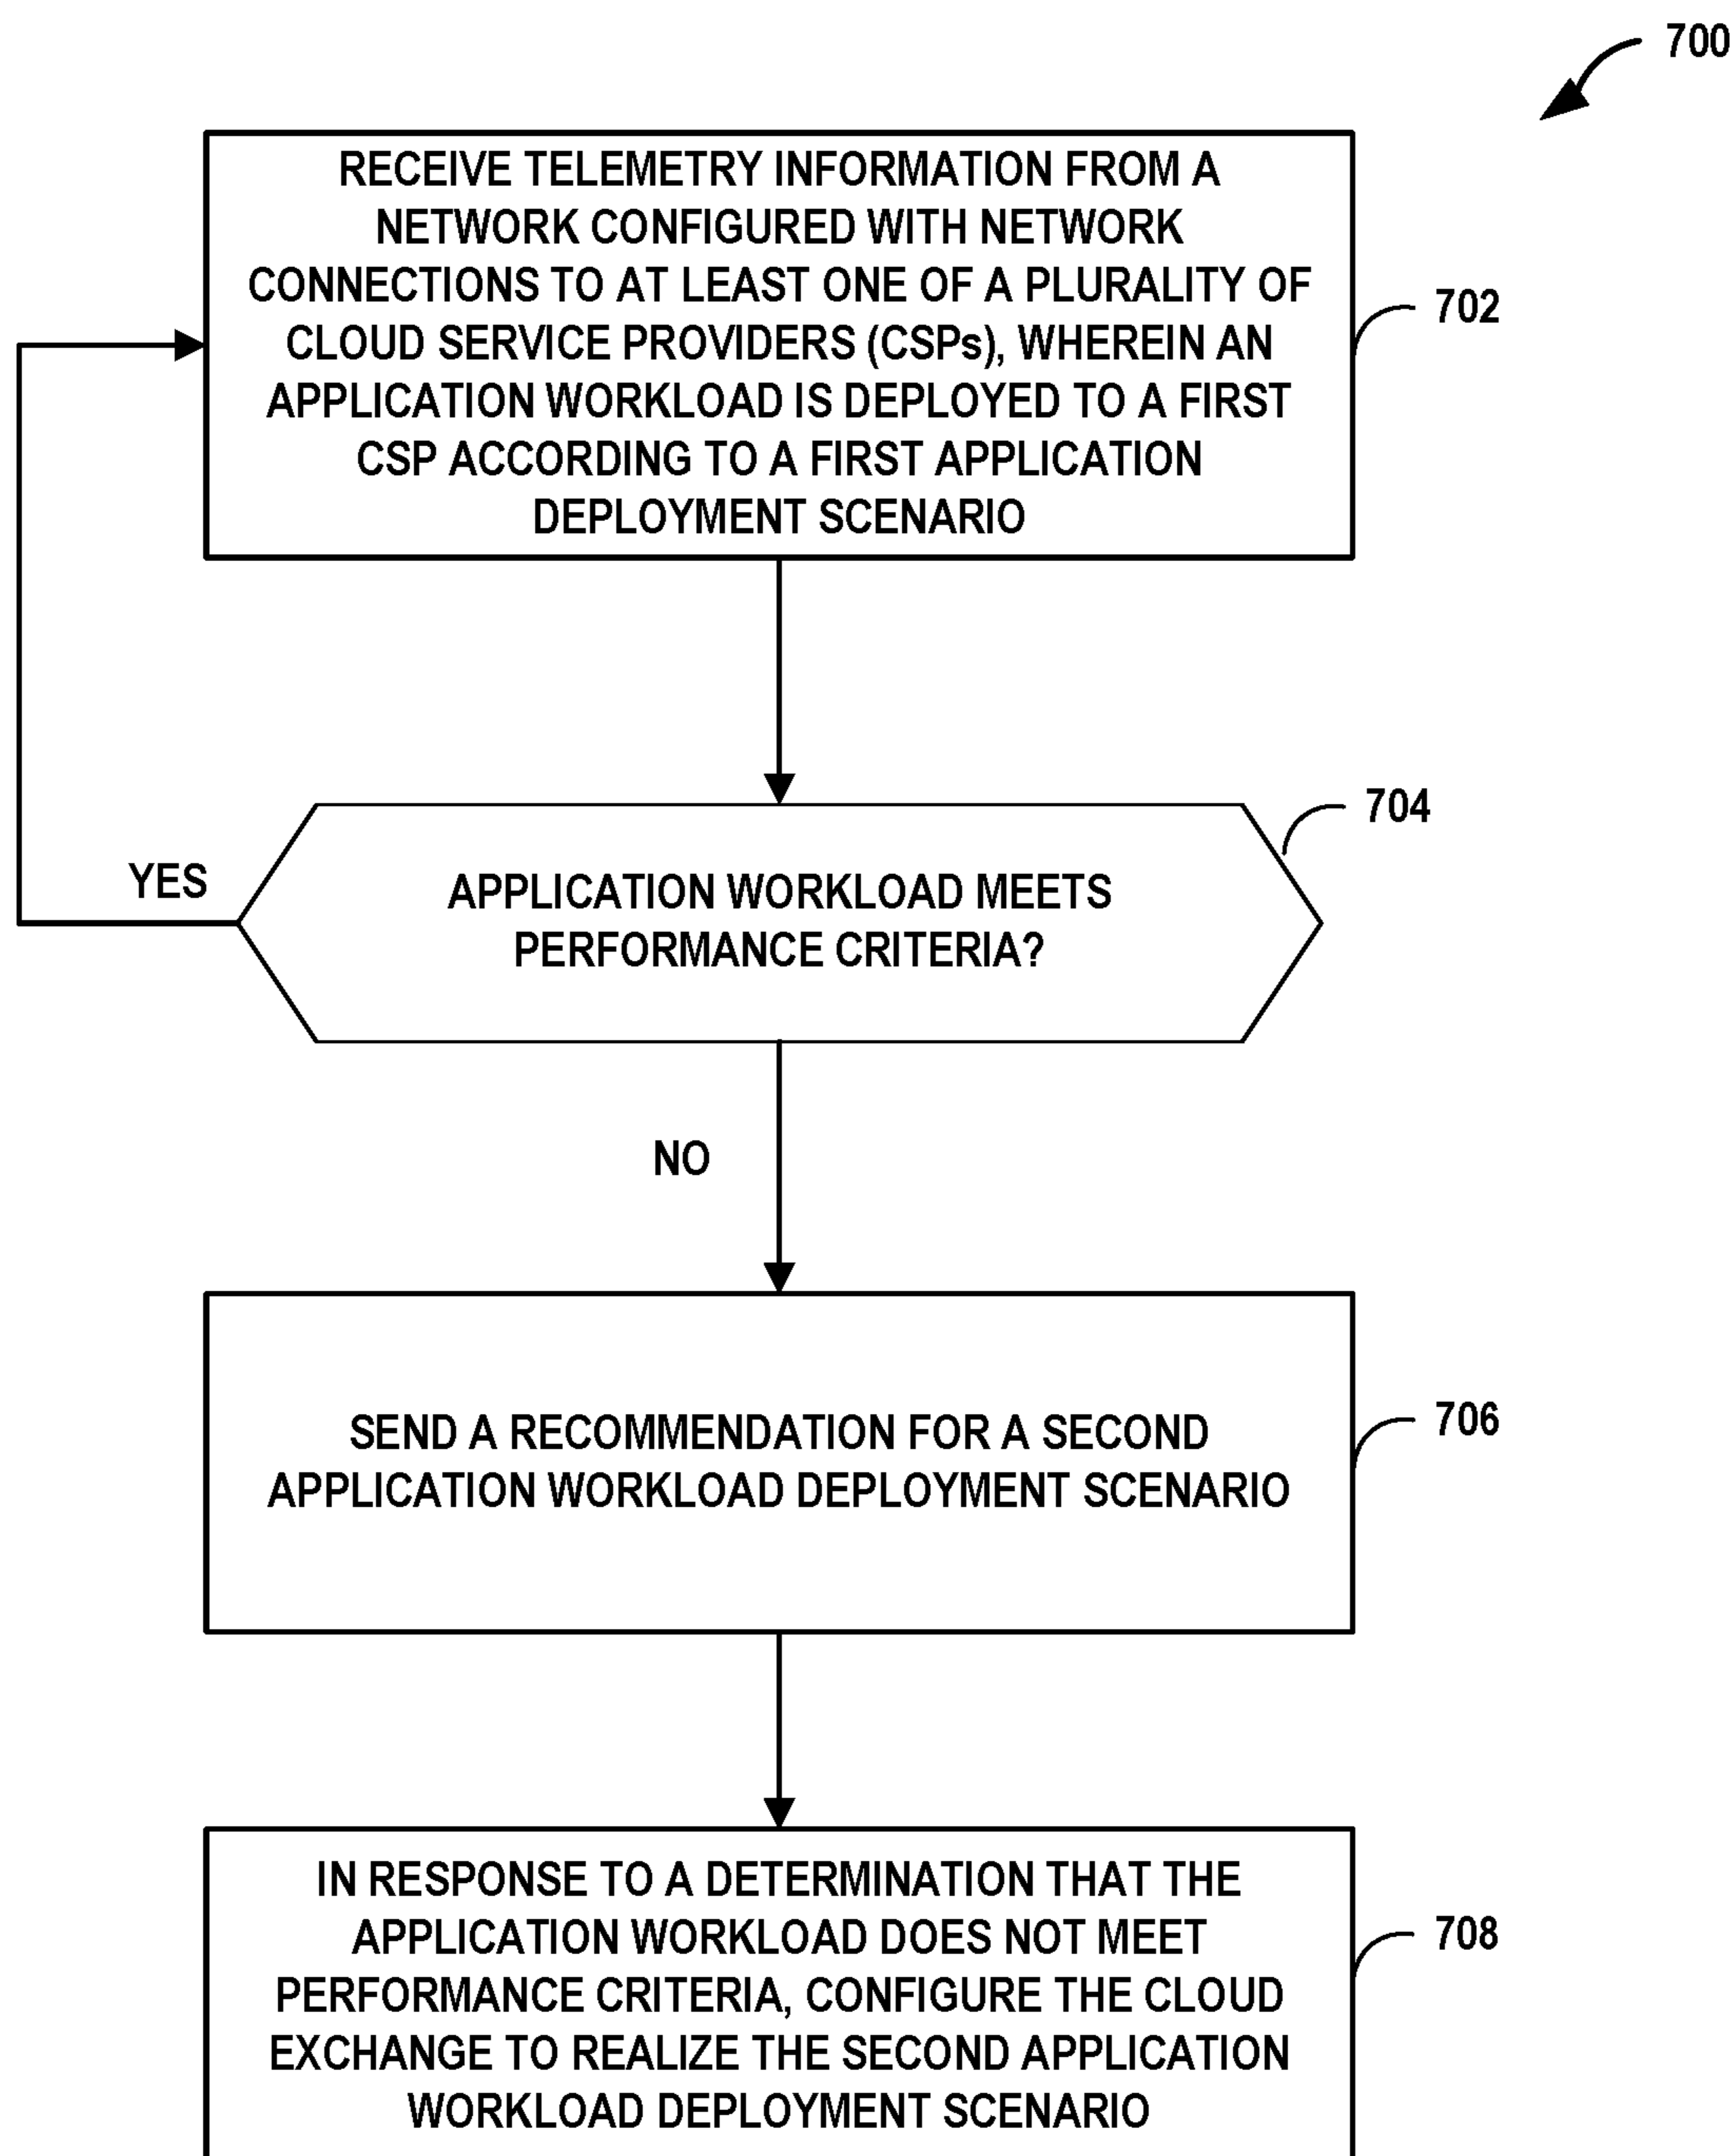 700
RECEIVE TELEMETRY INFORMATION FROM A
NETWORK CONFIGURED WITH NETWORK
CONNECTIONS TO AT LEAST ONE OF A PLURALITY OF
CLOUD SERVICE PROVIDERS (CSPs), WHEREIN AN
APPLICATION WORKLOAD IS DEPLOYED TO A FIRST
CSP ACCORDING TO A FIRST APPLICATION
DEPLOYMENT SCENARIO
702
704
YES
APPLICATION WORKLOAD MEETS
PERFORMANCE CRITERIA?
NO
SEND A RECOMMENDATION FOR A SECOND
APPLICATION WORKLOAD DEPLOYMENT SCENARIO
706
IN RESPONSE TO A DETERMINATION THAT THE
APPLICATION WORKLOAD DOES NOT MEET
PERFORMANCE CRITERIA, CONFIGURE THE CLOUD
EXCHANGE TO REALIZE THE SECOND APPLICATION
WORKLOAD DEPLOYMENT SCENARIO
708